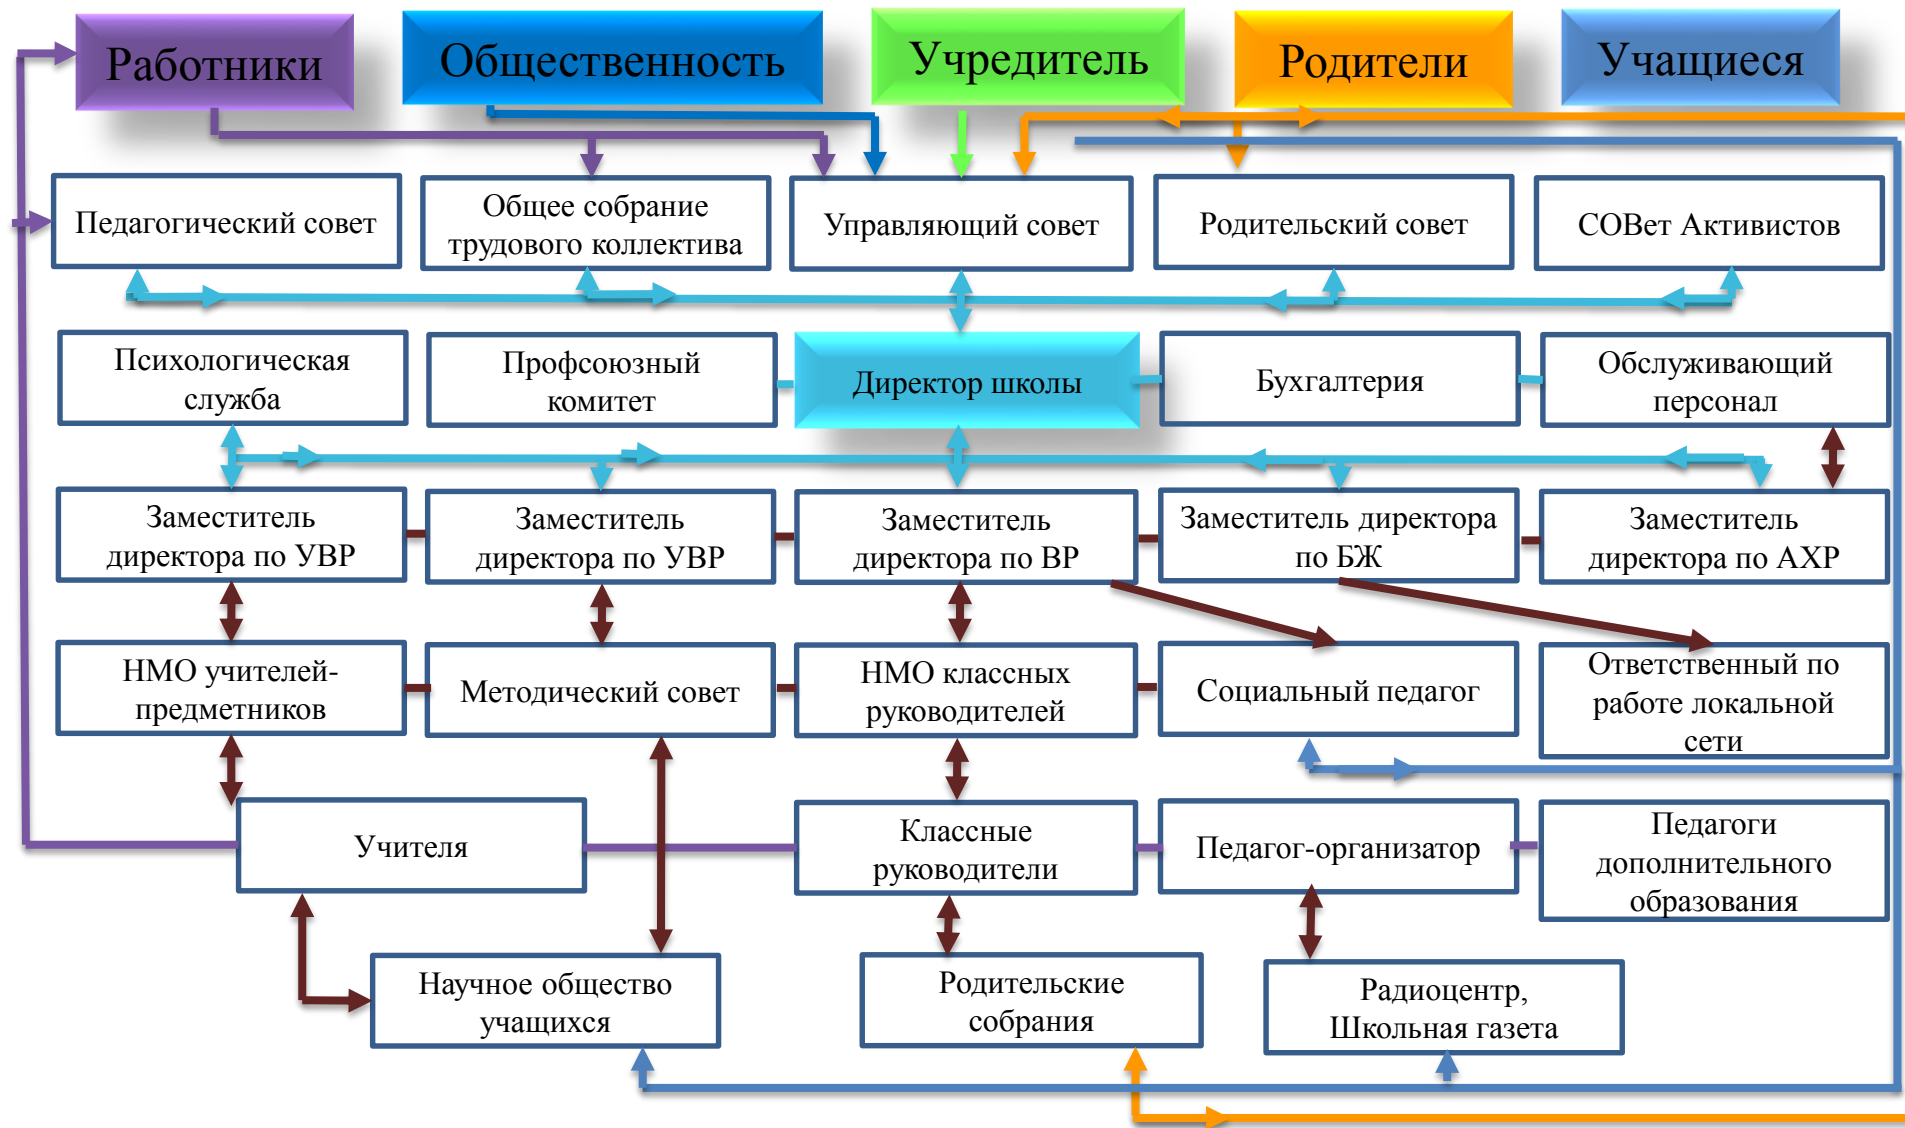 Работники
Общественность
Учредитель
Родители
Учащиеся
Педагогический совет
Общее собрание
трудового коллектива
Управляющий совет
Родительский совет
СОВет Активистов
Психологическая
служба
Профсоюзный
комитет
Директор школы
Бухгалтерия
Обслуживающий
персонал
Заместитель
директора по УВР
Заместитель
директора по УВР
Заместитель
директора по ВР
Заместитель директора
по БЖ
Заместитель
директора по АХР
НМО учителей-
предметников
Методический совет
НМО классных
руководителей
Социальный педагог
Ответственный по
работе локальной
сети
Учителя
Классные
руководители
Педагог-организатор
Педагоги
дополнительного
образования
Научное общество
учащихся
Родительские
собрания
Радиоцентр,
Школьная газета